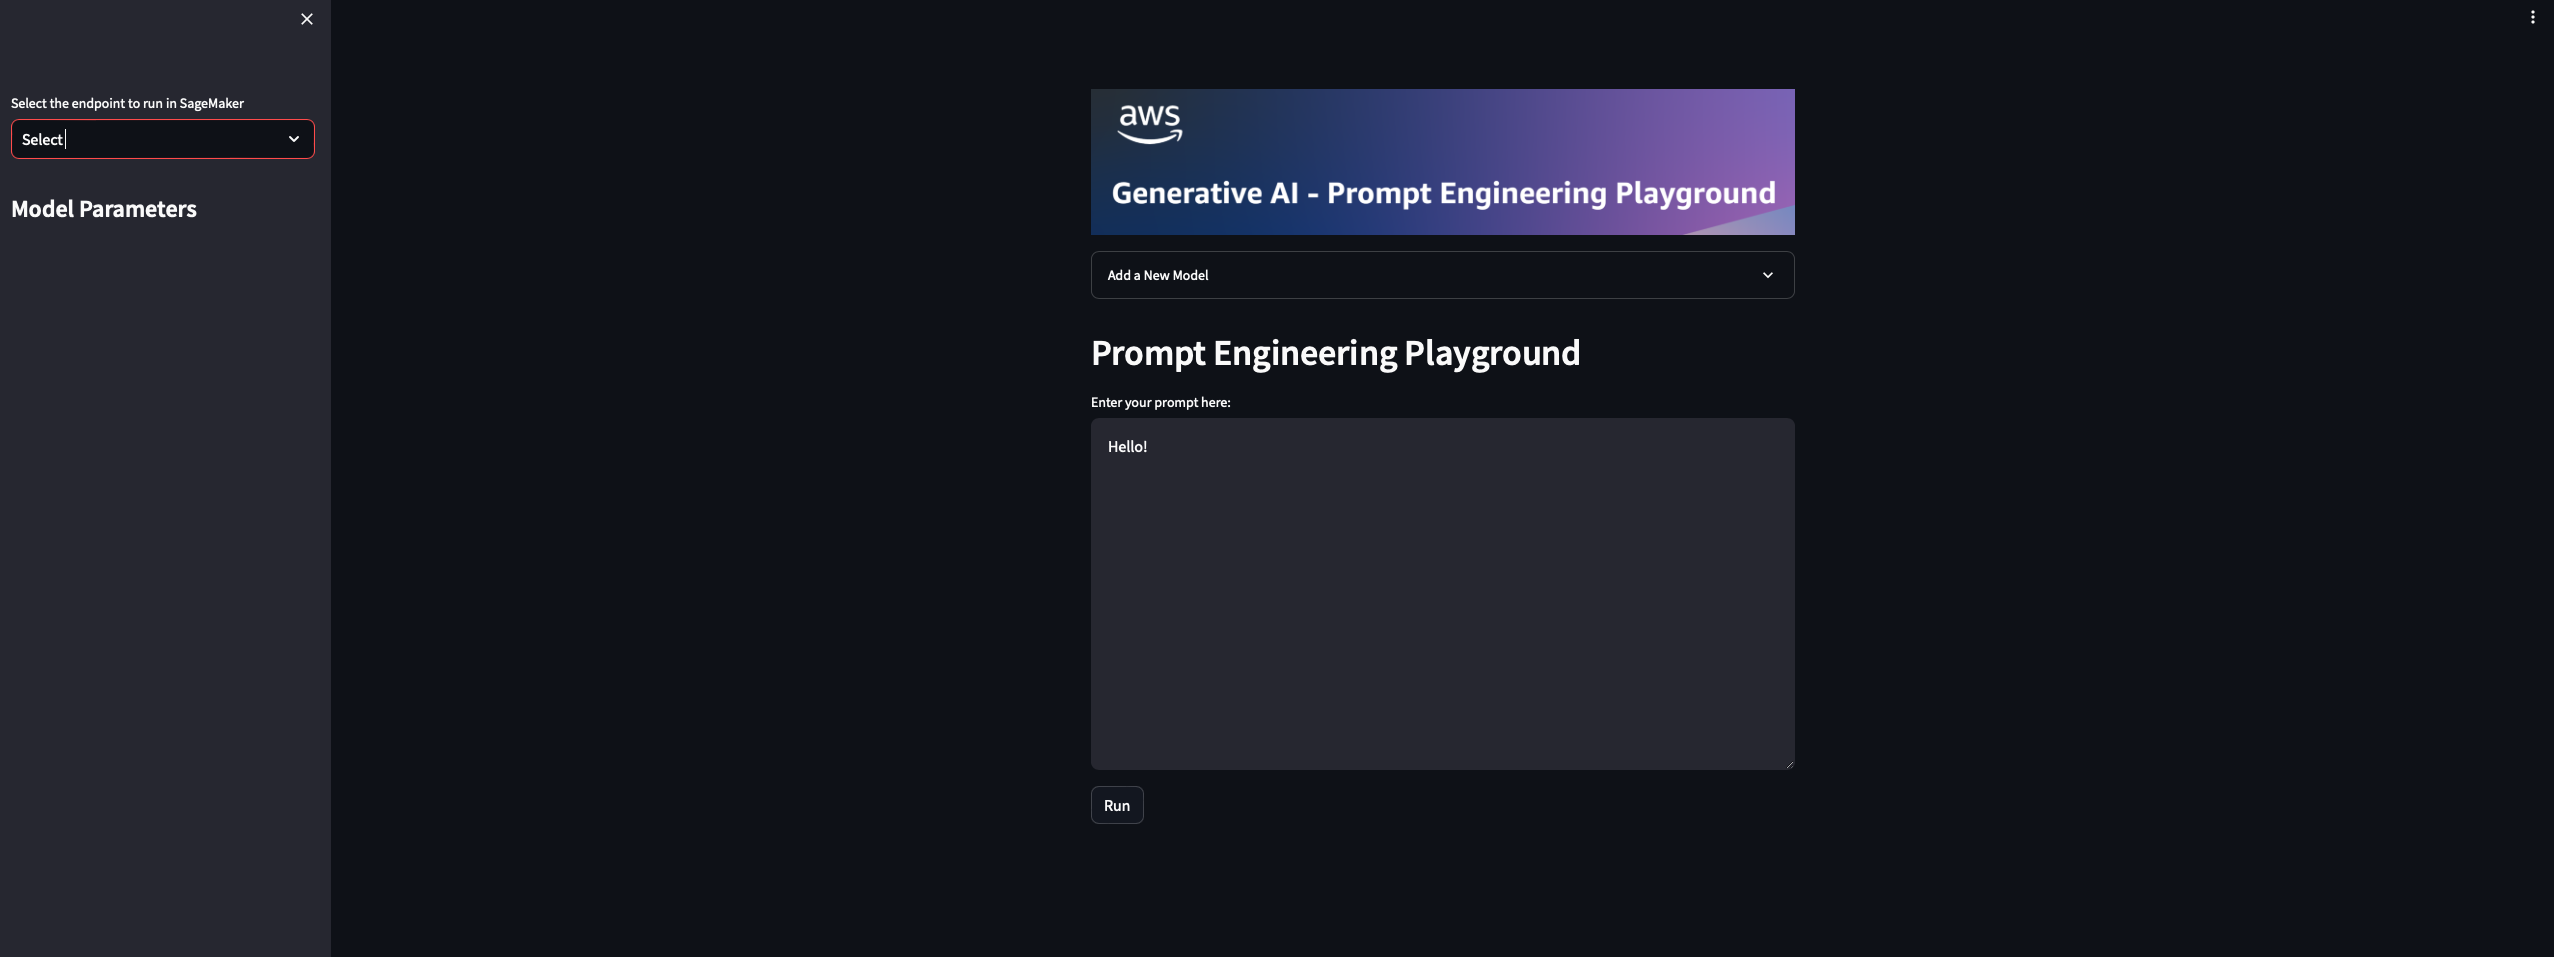 Select the endpoint to run in SageMaker
Select
Model Parameters
aws
Generative AI - Prompt Engineering Playground
Add a New Model
Prompt Engineering Playground
Enter your prompt here:
Hello!
Run